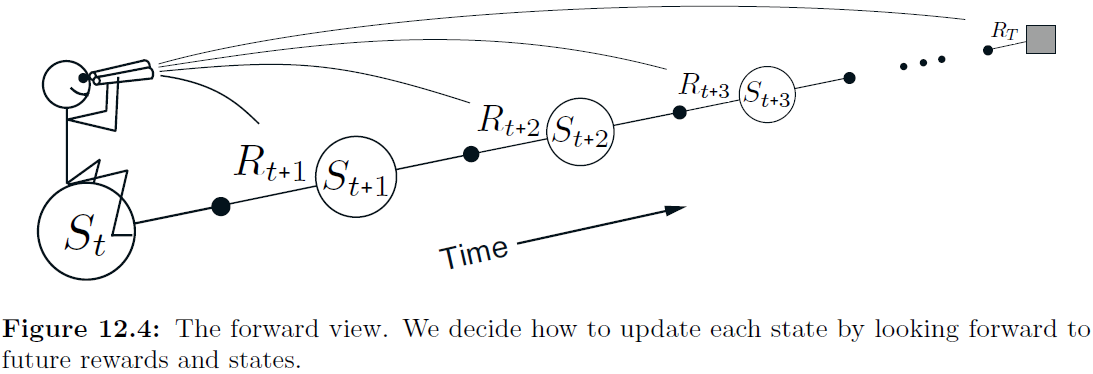 R_T
R_{t+3} S_{t+3}
R_{t+2} S_{t+2}
R_{t+1} S_{t+1}
S_t
Time
Figure 12.4: The forward view. We decide how to update each state by looking forward to
future rewards and states.